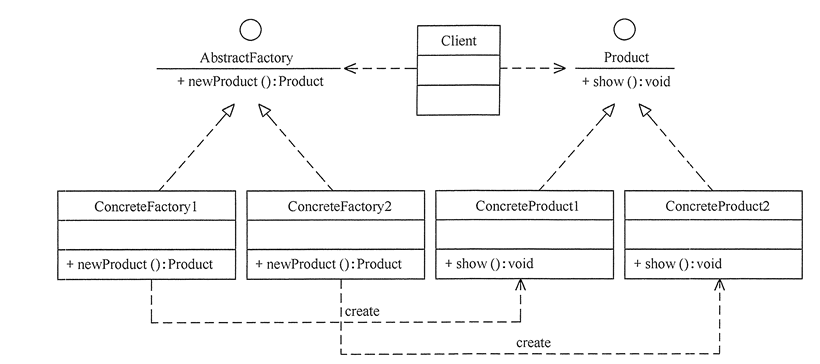 AbstractFactory
+ newProduct (): Product
Client
Product
+ show (): void
ConcreteFactory1
+ newProduct (): Product
ConcreteFactory2
+ newProduct (): Product
ConcreteProduct1
+ show (): void
ConcreteProduct2
+ show (): void
create
create